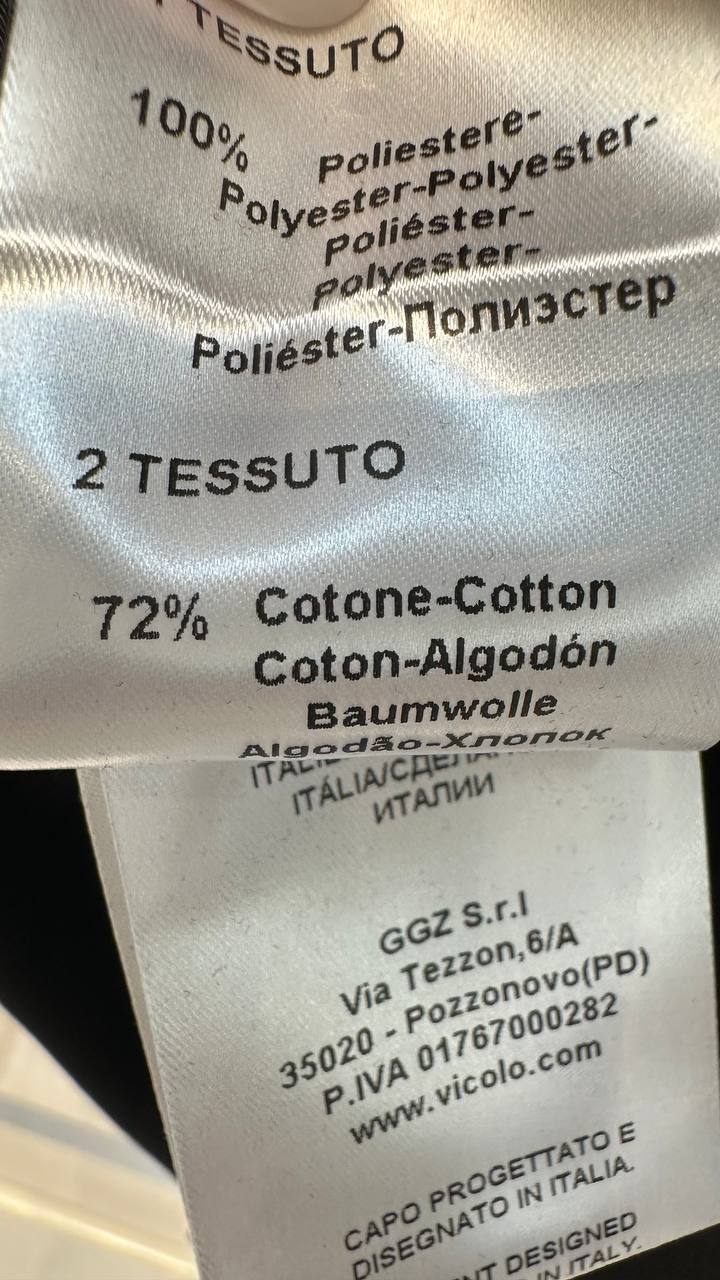 TESSUTO
100% Poliestere-
Polyester-Polyester-
Poliéster-
Polyester-
Poliéster-Полиэстер
2 TESSUTO
72% Cotone-Cotton
Coton-Algodón
Baumwolle
Algodão-Хлопок
ITÁLIA/СДЕЛАНО
ИТАЛИИ
GGZ S.r.l
Via Tezzon,6/A
35020 - Pozzonovo(PD)
P.IVA 01767000282
www.vicolo.com
CAPO PROGETTATO E
DISEGNATO IN ITALIA.
DESIGNED
IN ITALY.